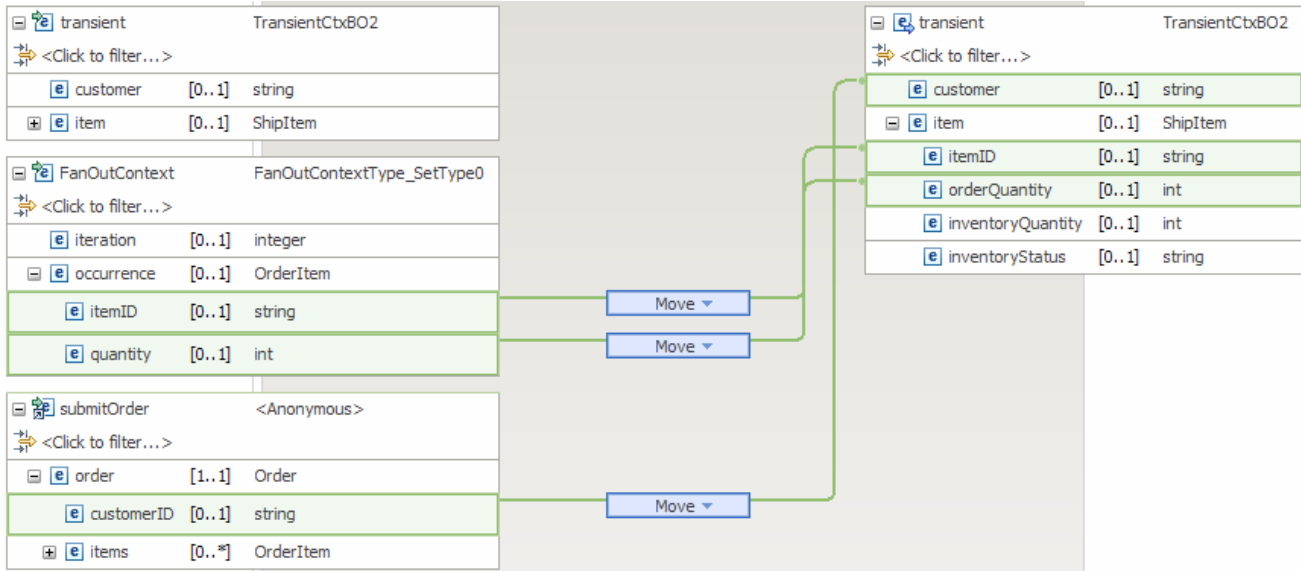 transient TransientCtxBO2
<Click to filter...>
customer [0..1] string
item [0..1] ShipItem
FanOutContext FanOutContextType_SetType0
<Click to filter...>
iteration [0..1] integer
occurrence [0..1] OrderItem
itemID [0..1] string
quantity [0..1] int
submitOrder <Anonymous>
<Click to filter...>
order [1..1] Order
customerID [0..1] string
items [0..*] OrderItem
Move
Move
Move
transient TransientCtxBO2
<Click to filter...>
customer [0..1] string
item [0..1] ShipItem
itemID [0..1] string
orderQuantity [0..1] int
inventoryQuantity [0..1] int
inventoryStatus [0..1] string